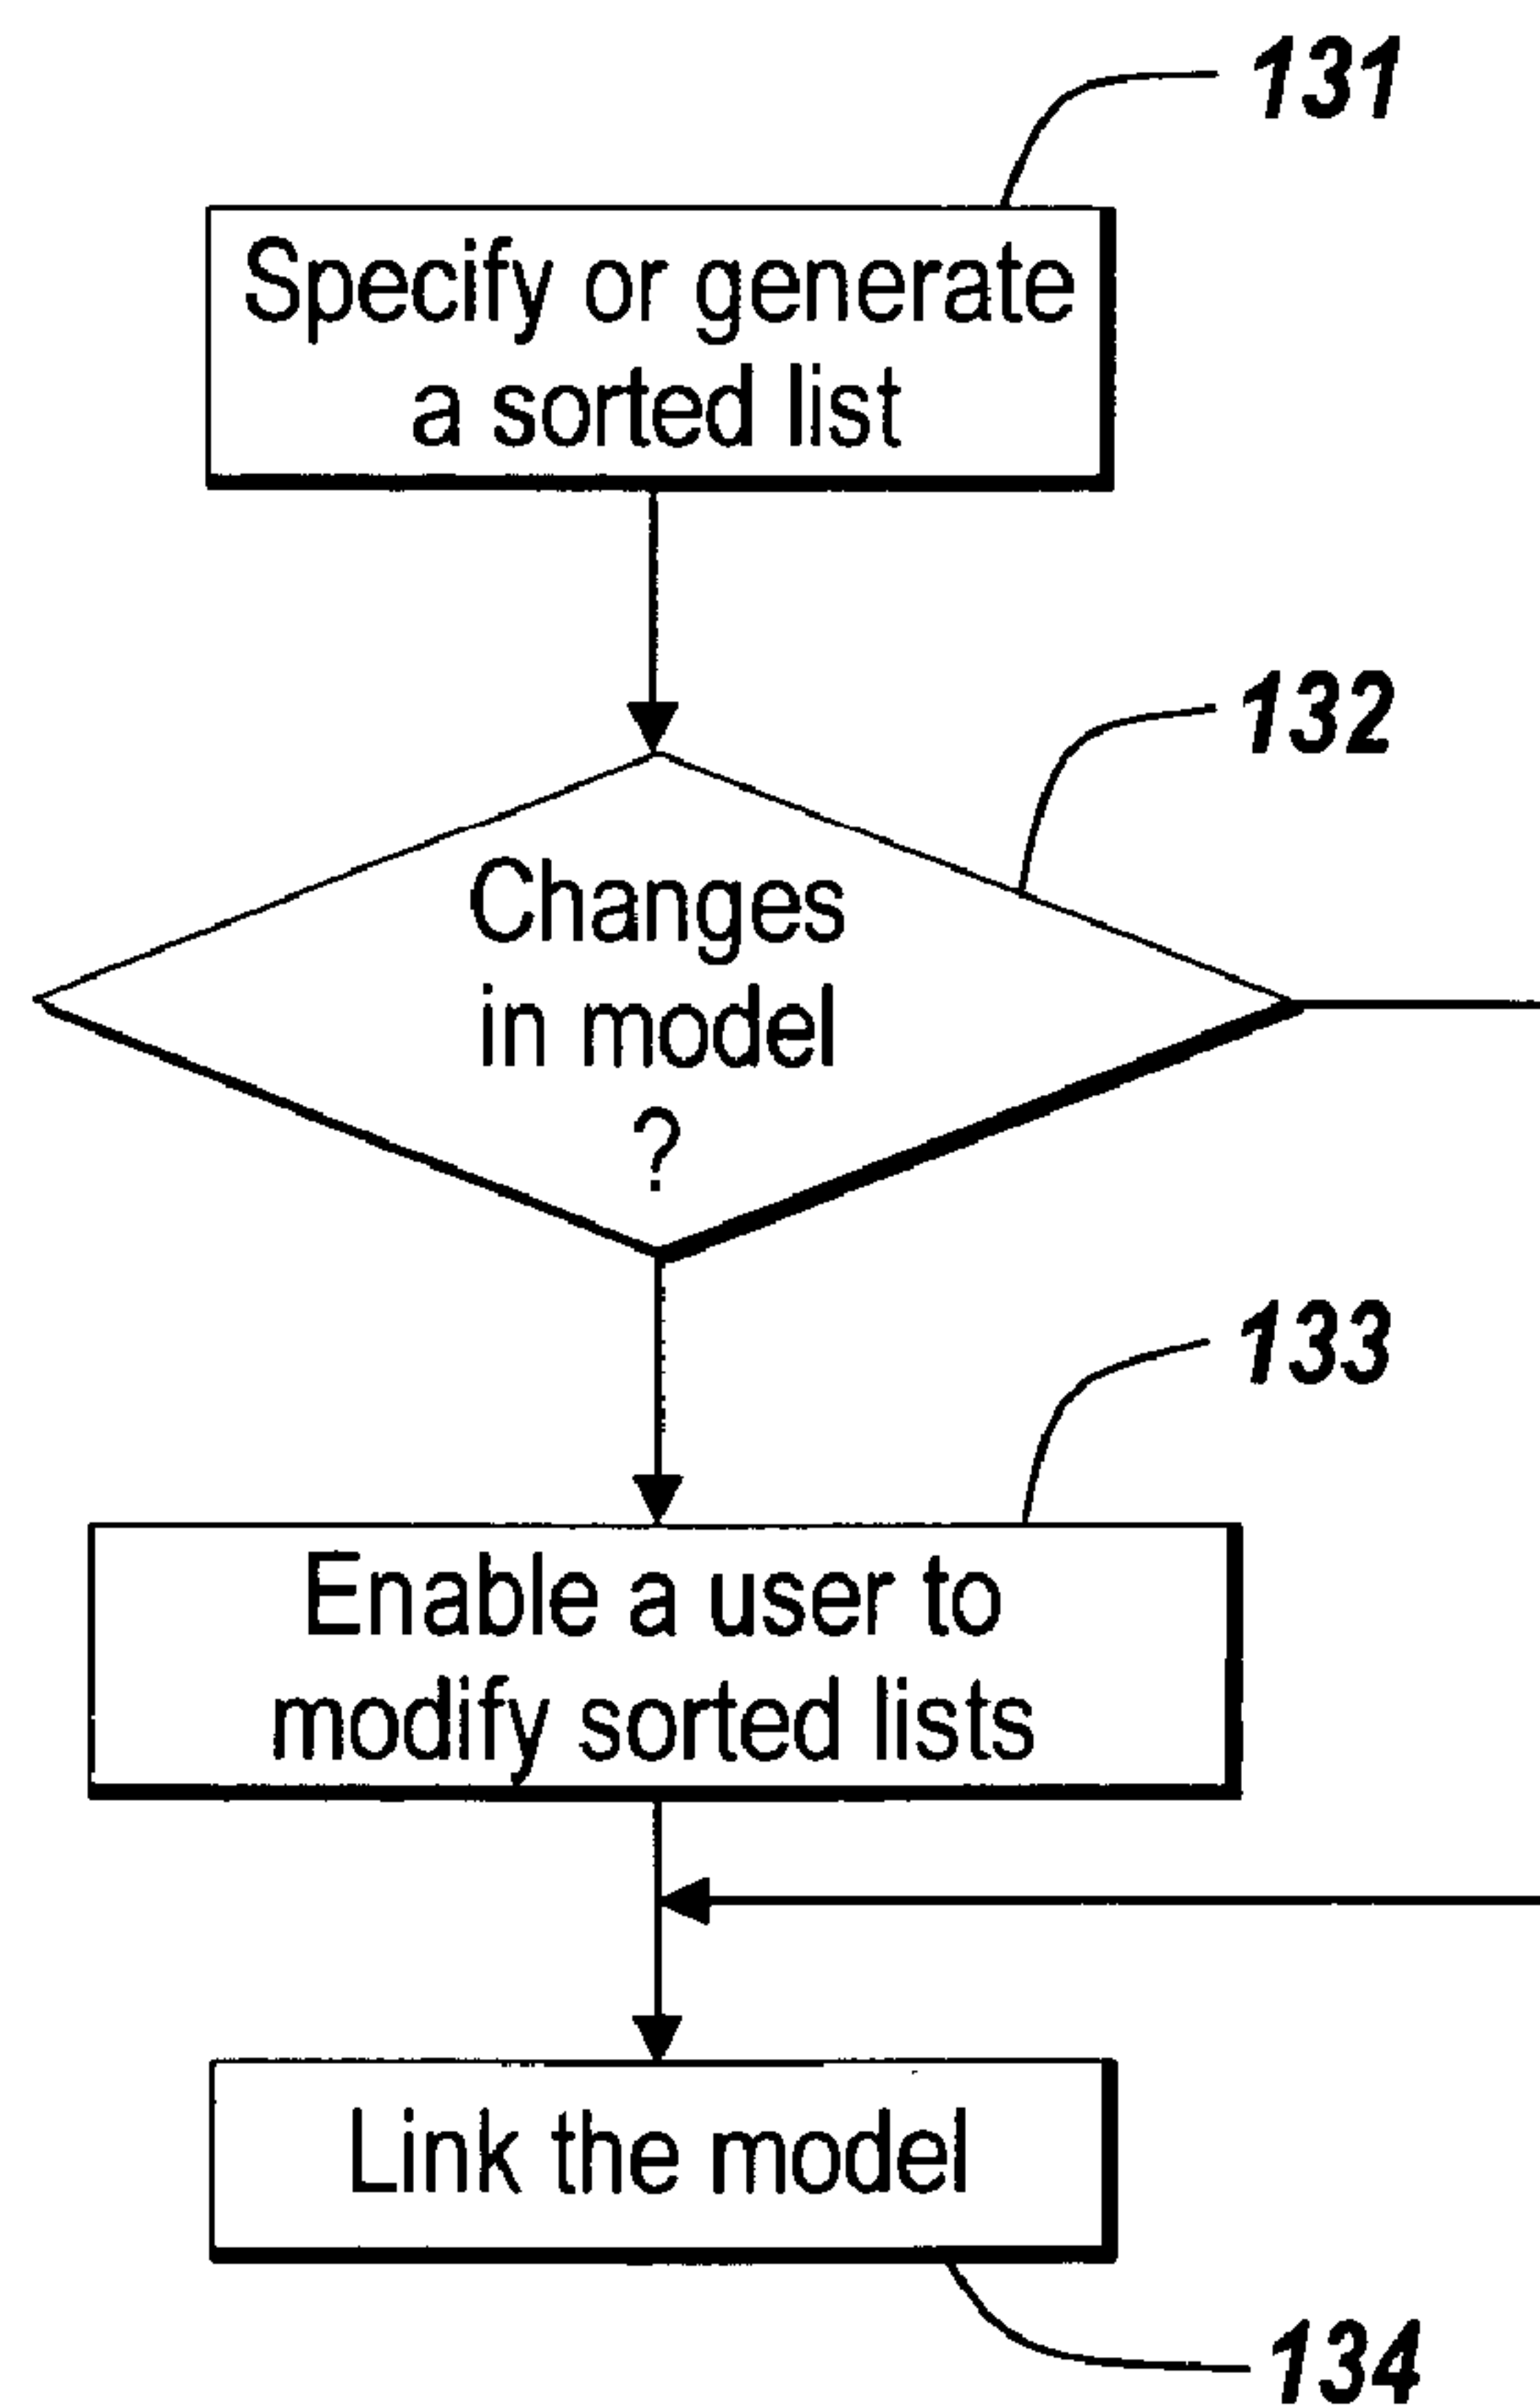 131
Specify or generate
a sorted list
132
Changes
in model
?
133
Enable a user to
modify sorted lists
Link the model
134